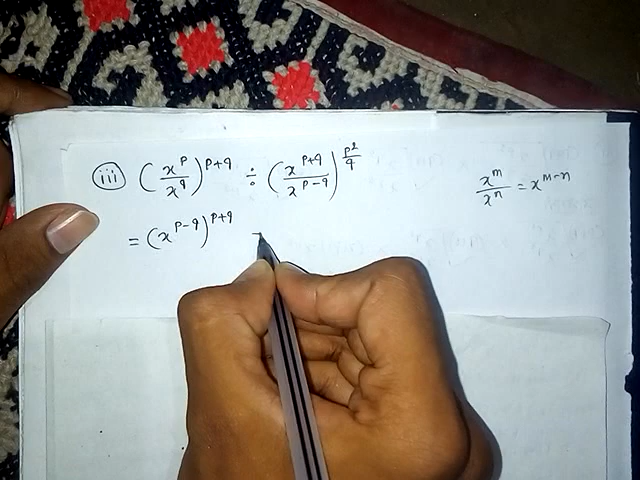 iii (x^p/x^q)^(p+q) ÷ (x^(p+q)/x^(p-q))^(p²/q)
x^m/x^n = x^(m-n)
= (x^(p-q))^(p+q)